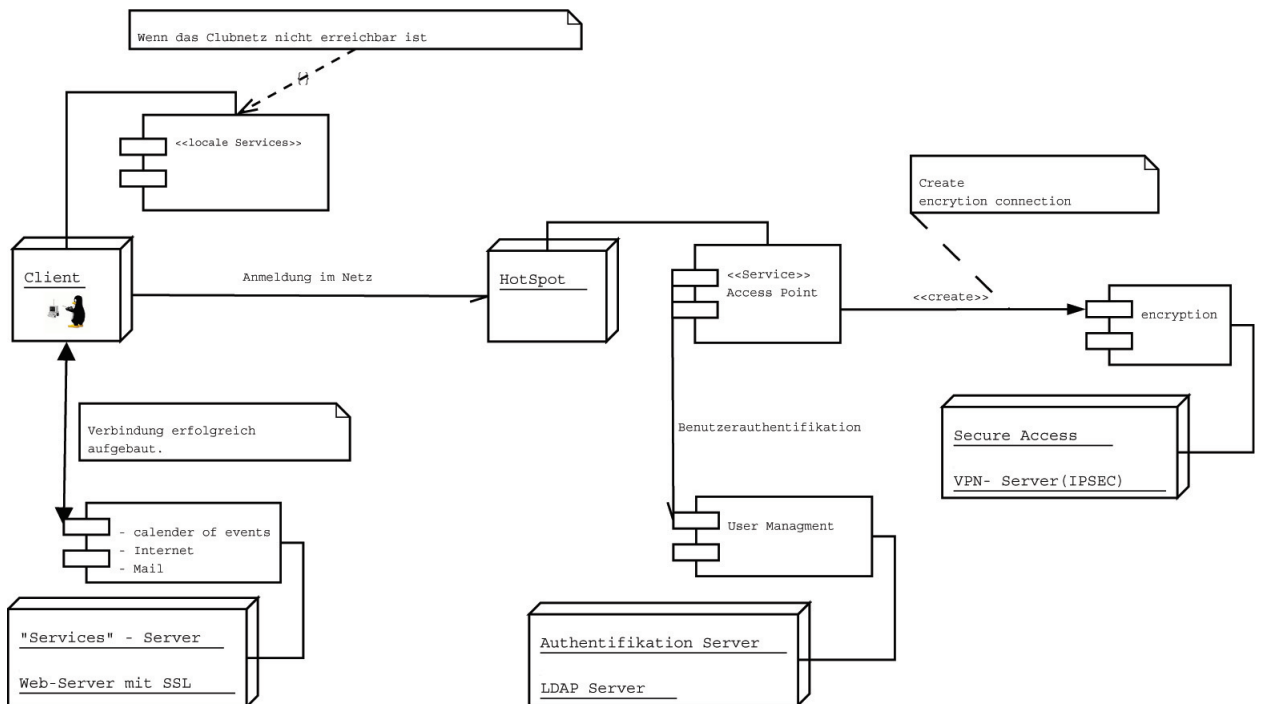 Wenn das Clubnetz nicht erreichbar ist
{-}
<<locale Services>>
Create
encrytion connection
Client
Anmeldung im Netz
HotSpot
<<Service>>
Access Point
<<create>>
encryption
Verbindung erfolgreich
aufgebaut.
Benutzerauthentifikation
Secure Access
VPN- Server(IPSEC)
- calender of events
- Internet
- Mail
User Managment
"Services" - Server
Web-Server mit SSL
Authentifikation Server
LDAP Server